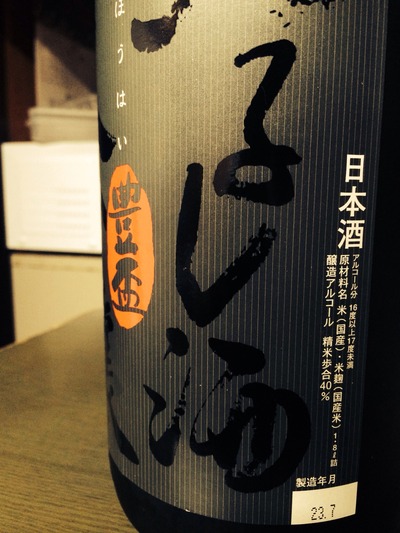 日本酒
アルコール分 16度以上17度未満
原材料名 米(国産)・米麹(国産米) 1.8ℓ詰
醸造アルコール 精米歩合40%
製造年月
23.7
るし酒
ほうはい
豊盃